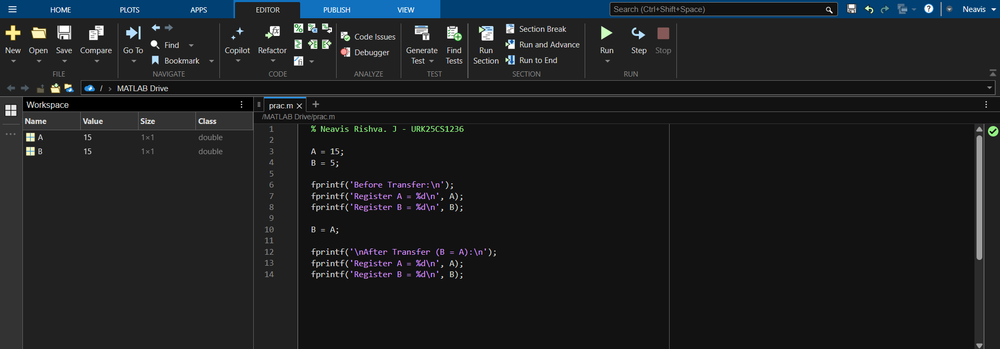 HOME PLOTS APPS EDITOR PUBLISH VIEW Search (Ctrl+Shift+Space) Neavis
New Open Save Compare Go To Find Bookmark Copilot Refactor Code Issues Debugger Generate Test Find Tests Run Section Section Break Run and Advance Run to End Run Step Stop
FILE NAVIGATE CODE ANALYZE TEST SECTION RUN
/ › MATLAB Drive
Workspace
Name Value Size Class
A 15 1×1 double
B 15 1×1 double
prac.m
/MATLAB Drive/prac.m
1 % Neavis Rishva. J - URK25CS1236
2
3 A = 15;
4 B = 5;
5
6 fprintf('Before Transfer:\n');
7 fprintf('Register A = %d\n', A);
8 fprintf('Register B = %d\n', B);
9
10 B = A;
11
12 fprintf('\nAfter Transfer (B = A):\n');
13 fprintf('Register A = %d\n', A);
14 fprintf('Register B = %d\n', B);